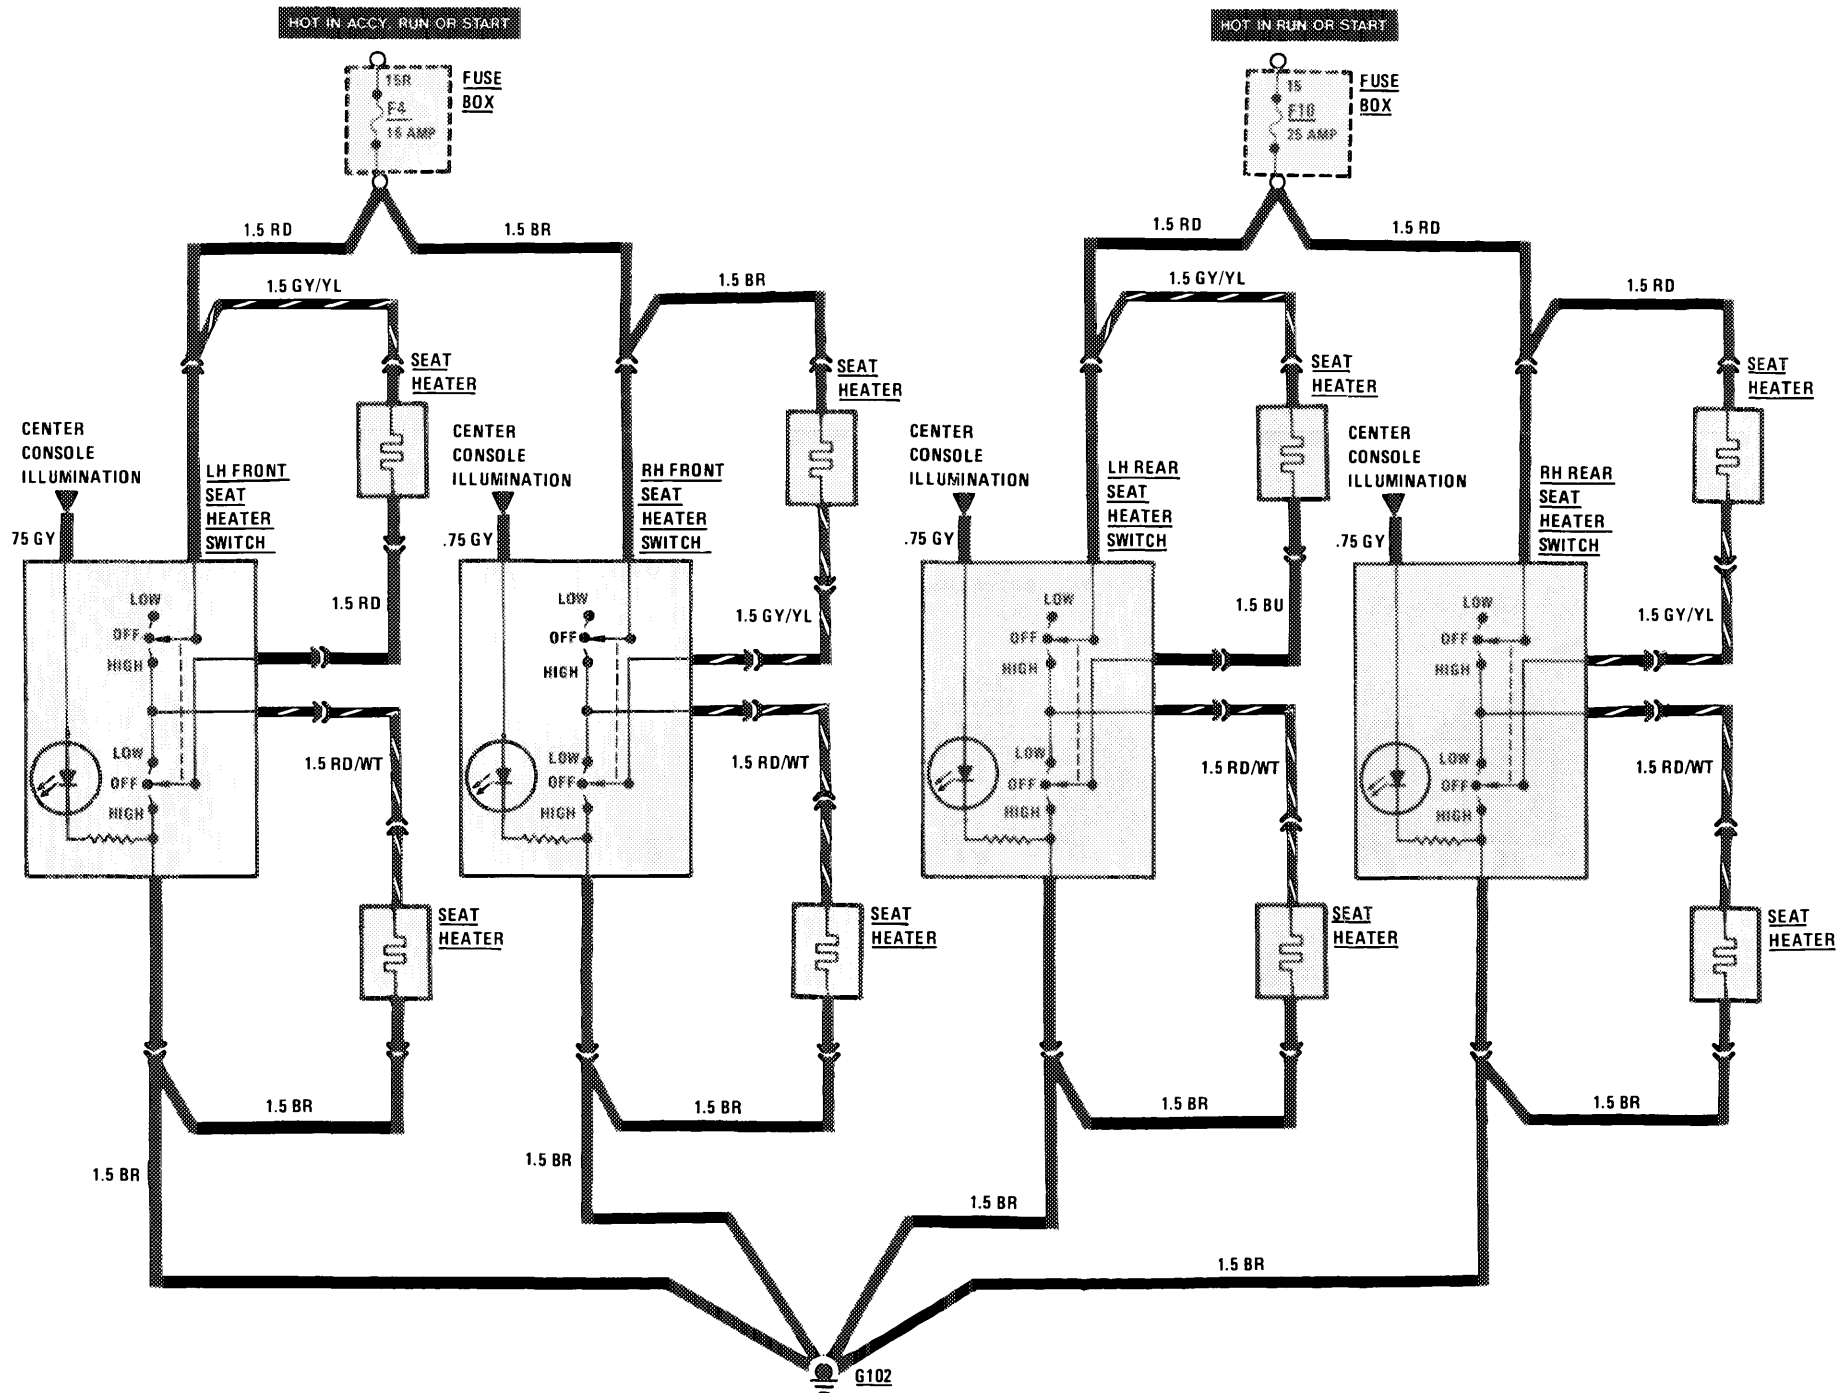 HOT IN ACCY RUN OR START
HOT IN RUN OR START
15R
F4
16 AMP
FUSE
BOX
15
F10
25 AMP
FUSE
BOX
1.5 RD
1.5 BR
1.5 RD
1.5 RD
1.5 GY/YL
1.5 BR
1.5 GY/YL
1.5 RD
SEAT
HEATER
SEAT
HEATER
SEAT
HEATER
SEAT
HEATER
CENTER
CONSOLE
ILLUMINATION
LH FRONT
SEAT
HEATER
SWITCH
CENTER
CONSOLE
ILLUMINATION
RH FRONT
SEAT
HEATER
SWITCH
CENTER
CONSOLE
ILLUMINATION
LH REAR
SEAT
HEATER
SWITCH
CENTER
CONSOLE
ILLUMINATION
RH REAR
SEAT
HEATER
SWITCH
75 GY
.75 GY
.75 GY
.75 GY
LOW
OFF
HIGH
LOW
OFF
HIGH
1.5 RD
1.5 RD/WT
LOW
OFF
HIGH
LOW
OFF
HIGH
1.5 GY/YL
1.5 RD/WT
LOW
OFF
HIGH
LOW
OFF
HIGH
1.5 BU
1.5 RD/WT
LOW
OFF
HIGH
LOW
OFF
HIGH
1.5 GY/YL
1.5 RD/WT
SEAT
HEATER
SEAT
HEATER
SEAT
HEATER
SEAT
HEATER
1.5 BR
1.5 BR
1.5 BR
1.5 BR
1.5 BR
1.5 BR
1.5 BR
1.5 BR
G102